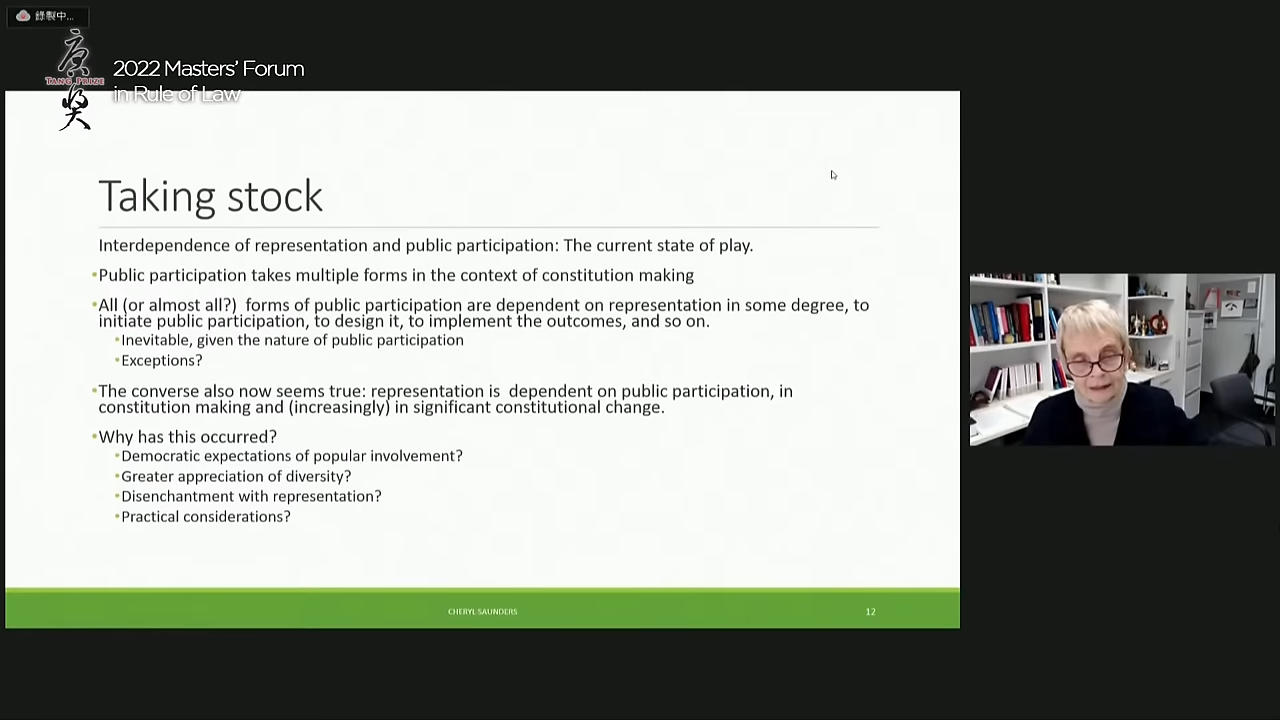 錄製中...
唐獎
TANG PRIZE
2022 Masters' Forum
in Rule of Law
Taking stock
Interdependence of representation and public participation: The current state of play.
•Public participation takes multiple forms in the context of constitution making
•All (or almost all?)  forms of public participation are dependent on representation in some degree, to
initiate public participation, to design it, to implement the outcomes, and so on.
•Inevitable, given the nature of public participation
•Exceptions?
•The converse also now seems true: representation is  dependent on public participation, in
constitution making and (increasingly) in significant constitutional change.
•Why has this occurred?
•Democratic expectations of popular involvement?
•Greater appreciation of diversity?
•Disenchantment with representation?
•Practical considerations?
CHERYL SAUNDERS
12